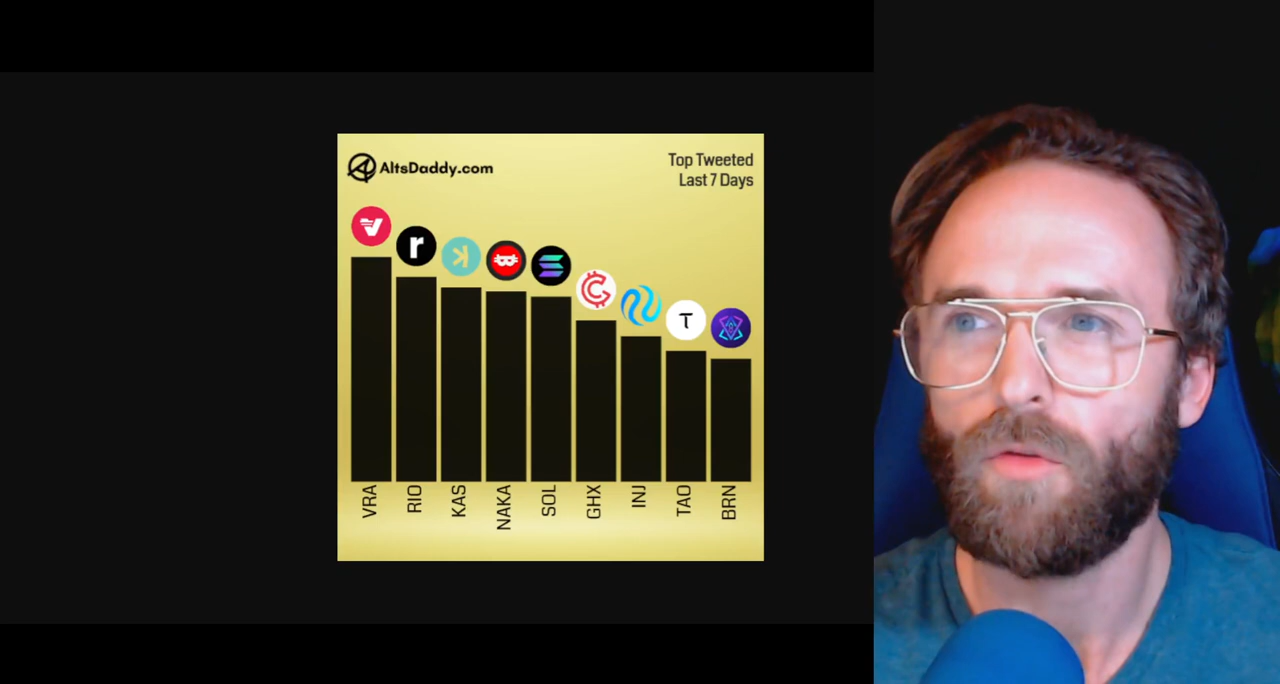 AltsDaddy.com
Top Tweeted
Last 7 Days
VRA
RIO
KAS
NAKA
SOL
GHX
INJ
TAO
BRN